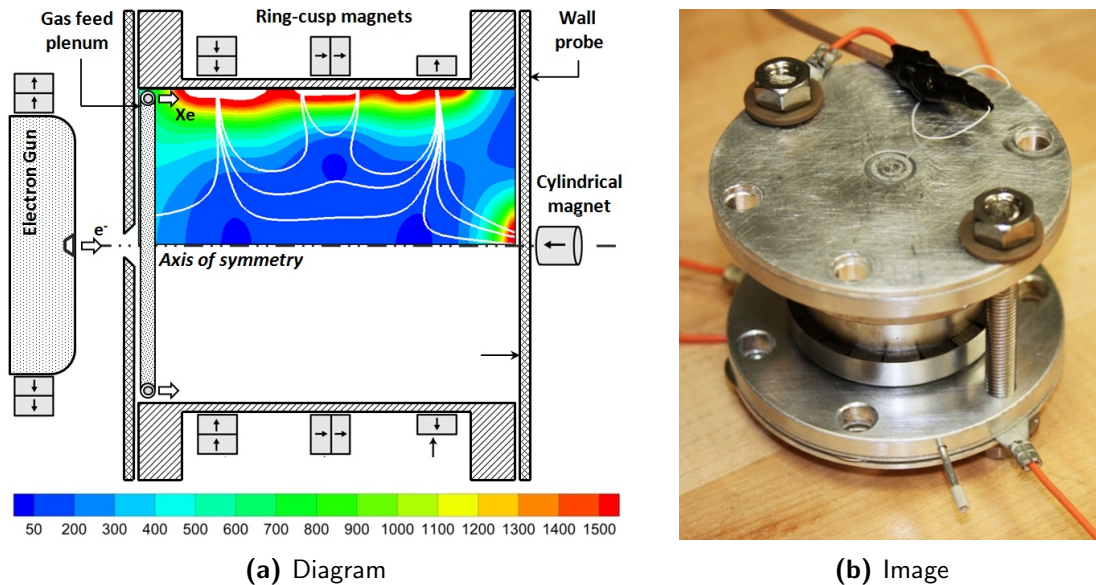 Gas feed
plenum
Ring-cusp magnets
Wall
probe
Xe
Electron Gun
e-
Cylindrical
magnet
Axis of symmetry
50 200 300 400 500 600 700 800 900 1000 1100 1200 1300 1400 1500
(a) Diagram
(b) Image